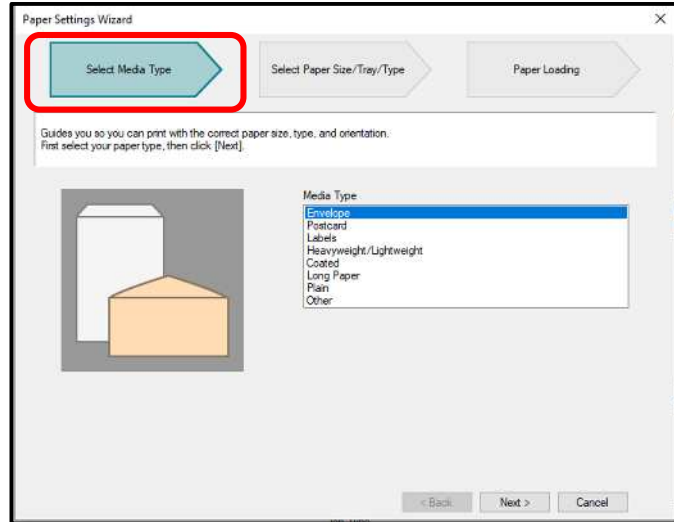 Paper Settings Wizard
Select Media Type
Select Paper Size/Tray/Type
Paper Loading
Guides you so you can print with the correct paper size, type, and orientation.
First select your paper type, then click [Next].
Media Type
Envelope
Postcard
Labels
Heavyweight/Lightweight
Coated
Long Paper
Plain
Other
< Back
Next >
Cancel